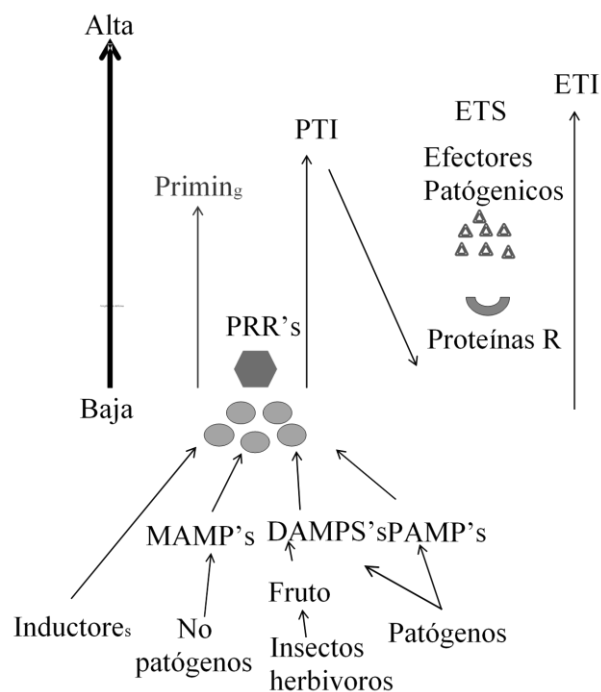 Alta
ETI
ETS
PTI
Efectores
Patógenicos
Priming
PRR's
Proteínas R
Baja
MAMP's
DAMPS's
PAMP's
Fruto
Inductores
No
patógenos
Insectos
herbivoros
Patógenos